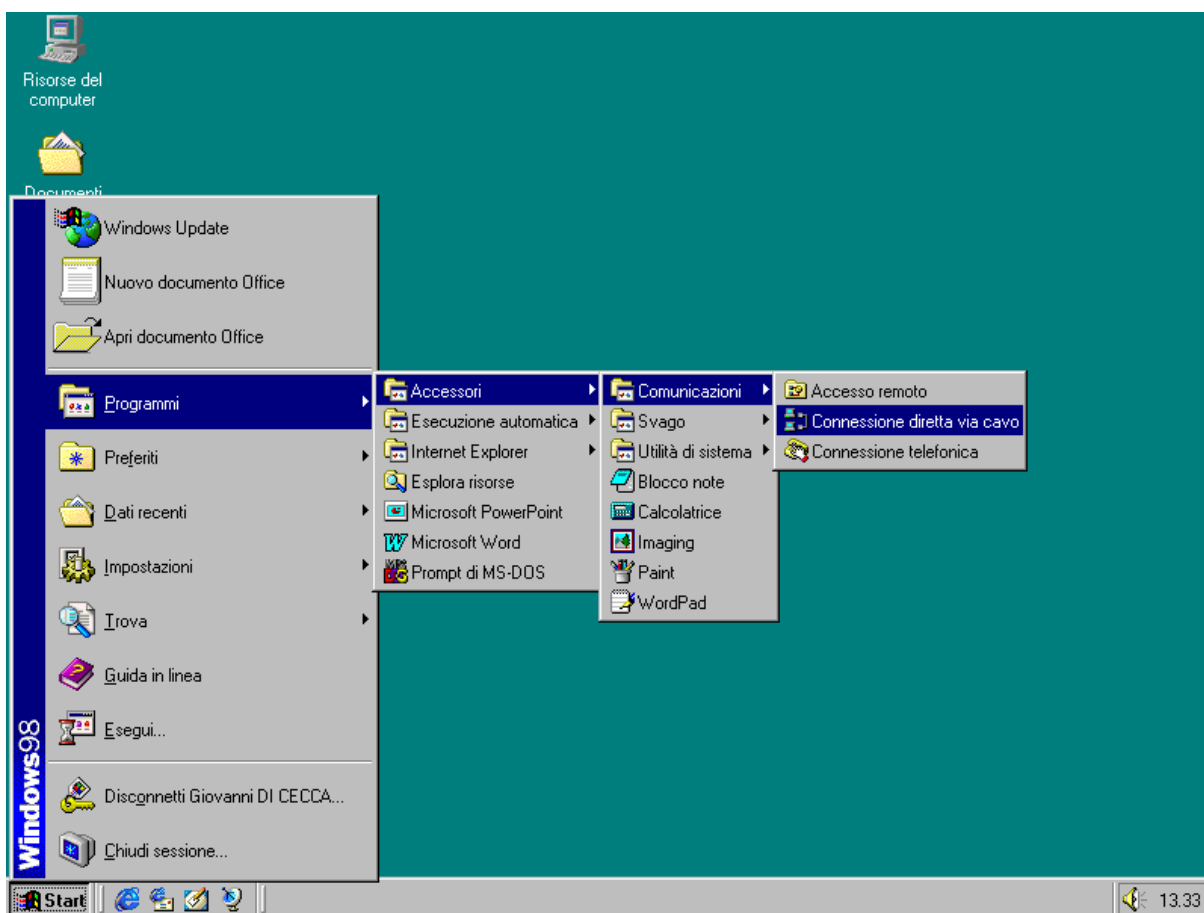 Risorse del
computer
Documenti
Windows Update
Nuovo documento Office
Apri documento Office
Programmi
Preferiti
Dati recenti
Impostazioni
Trova
Guida in linea
Esegui...
Disconnetti Giovanni DI CECCA...
Chiudi sessione...
Windows98
Accessori
Esecuzione automatica
Internet Explorer
Esplora risorse
Microsoft PowerPoint
Microsoft Word
Prompt di MS-DOS
Comunicazioni
Svago
Utilità di sistema
Blocco note
Calcolatrice
Imaging
Paint
WordPad
Accesso remoto
Connessione diretta via cavo
Connessione telefonica
Start
13.33